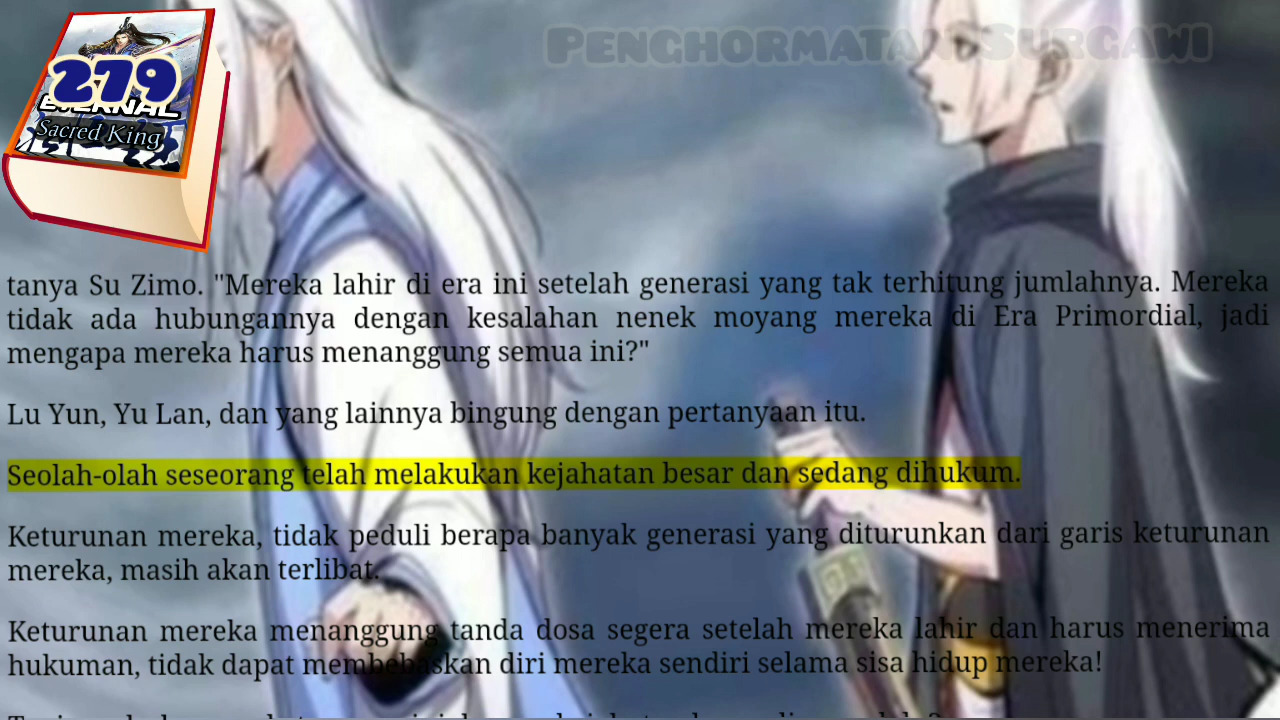 Penghormatan Surgawi
279
ETERNAL
Sacred King
tanya Su Zimo. "Mereka lahir di era ini setelah generasi yang tak terhitung jumlahnya. Mereka
tidak ada hubungannya dengan kesalahan nenek moyang mereka di Era Primordial, jadi
mengapa mereka harus menanggung semua ini?"
Lu Yun, Yu Lan, dan yang lainnya bingung dengan pertanyaan itu.
Seolah-olah seseorang telah melakukan kejahatan besar dan sedang dihukum.
Keturunan mereka, tidak peduli berapa banyak generasi yang diturunkan dari garis keturunan
mereka, masih akan terlibat.
Keturunan mereka menanggung tanda dosa segera setelah mereka lahir dan harus menerima
hukuman, tidak dapat membebaskan diri mereka sendiri selama sisa hidup mereka!